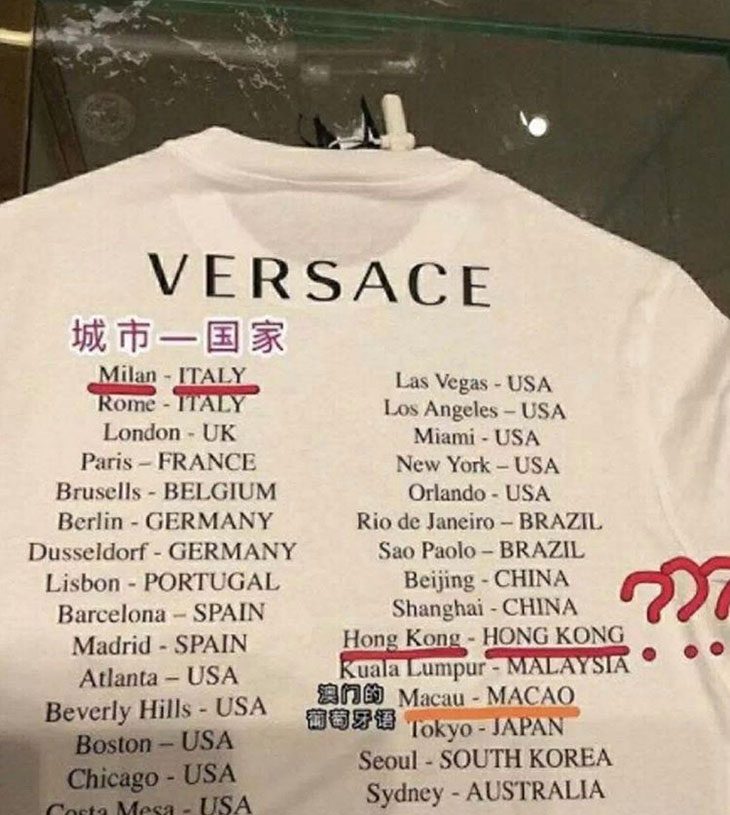 VERSACE
城市—国家
Milan - ITALY
Rome - ITALY
London - UK
Paris – FRANCE
Brusells - BELGIUM
Berlin - GERMANY
Dusseldorf - GERMANY
Lisbon - PORTUGAL
Barcelona – SPAIN
Madrid - SPAIN
Atlanta – USA
Beverly Hills - USA
Boston – USA
Chicago - USA
Costa Mesa - USA
Las Vegas - USA
Los Angeles – USA
Miami - USA
New York – USA
Orlando - USA
Rio de Janeiro – BRAZIL
Sao Paolo – BRAZIL
Beijing - CHINA
Shanghai - CHINA
Hong Kong - HONG KONG
???
Kuala Lumpur - MALAYSIA
澳门的
葡萄牙语
Macau - MACAO
Tokyo - JAPAN
Seoul - SOUTH KOREA
Sydney - AUSTRALIA